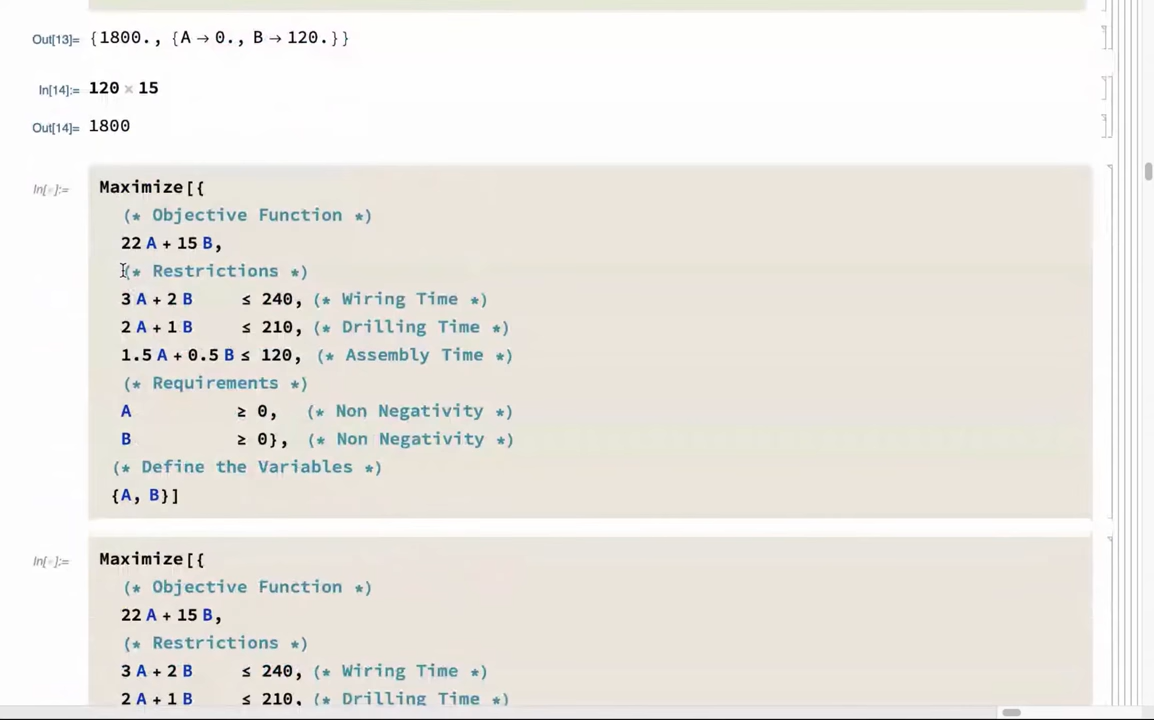 Out[13]= {1800., {A → 0., B → 120.}}
In[14]:= 120 × 15
Out[14]= 1800
In[◦]:= Maximize[{
(* Objective Function *)
22 A + 15 B,
(* Restrictions *)
3 A + 2 B ≤ 240, (* Wiring Time *)
2 A + 1 B ≤ 210, (* Drilling Time *)
1.5 A + 0.5 B ≤ 120, (* Assembly Time *)
(* Requirements *)
A ≥ 0, (* Non Negativity *)
B ≥ 0}, (* Non Negativity *)
(* Define the Variables *)
{A, B}]
In[◦]:= Maximize[{
(* Objective Function *)
22 A + 15 B,
(* Restrictions *)
3 A + 2 B ≤ 240, (* Wiring Time *)
2 A + 1 B ≤ 210, (* Drilling Time *)